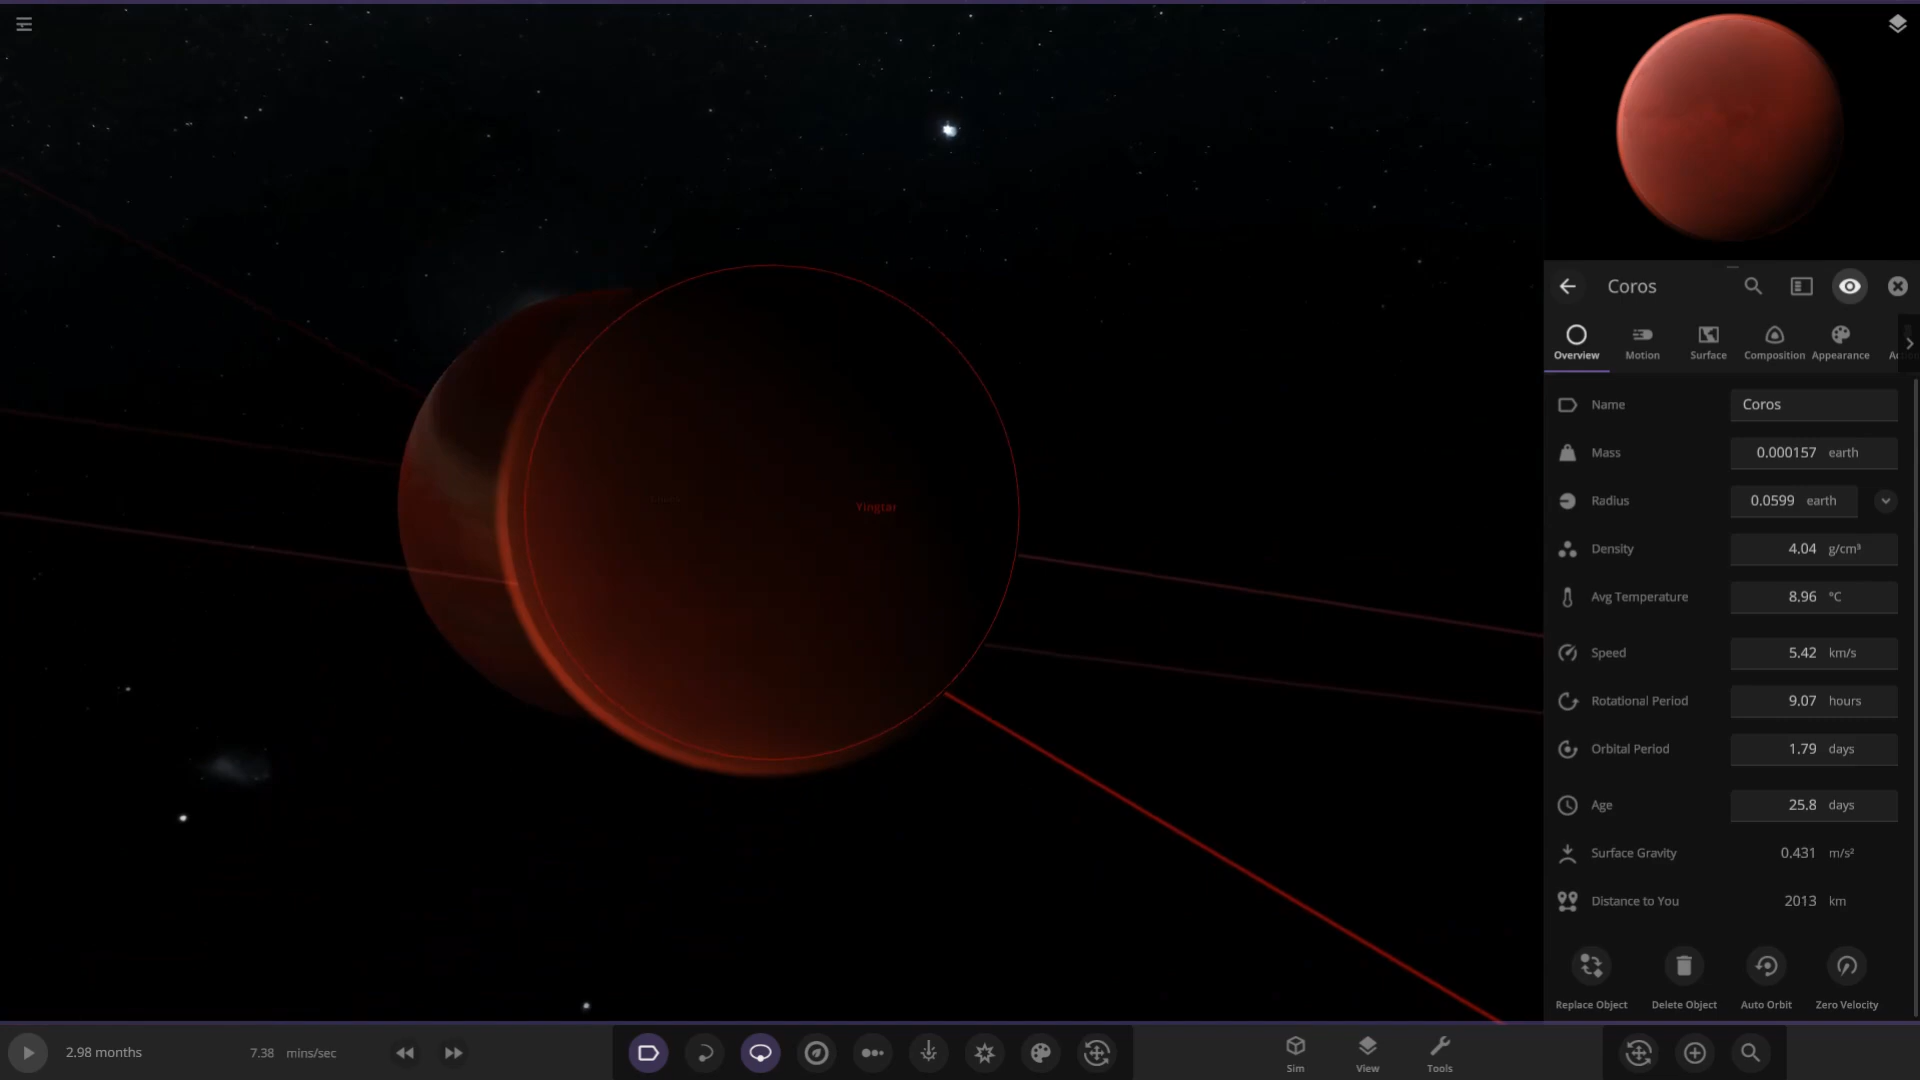 Yingtai
Coros
Overview
Motion
Surface
Composition
Appearance
Name
Coros
Mass
0.000157 earth
Radius
0.0599 earth
Density
4.04 g/cm³
Avg Temperature
8.96 °C
Speed
5.42 km/s
Rotational Period
9.07 hours
Orbital Period
1.79 days
Age
25.8 days
Surface Gravity
0.431 m/s²
Distance to You
2013 km
Replace Object
Delete Object
Auto Orbit
Zero Velocity
2.98 months
7.38 mins/sec
Sim
View
Tools